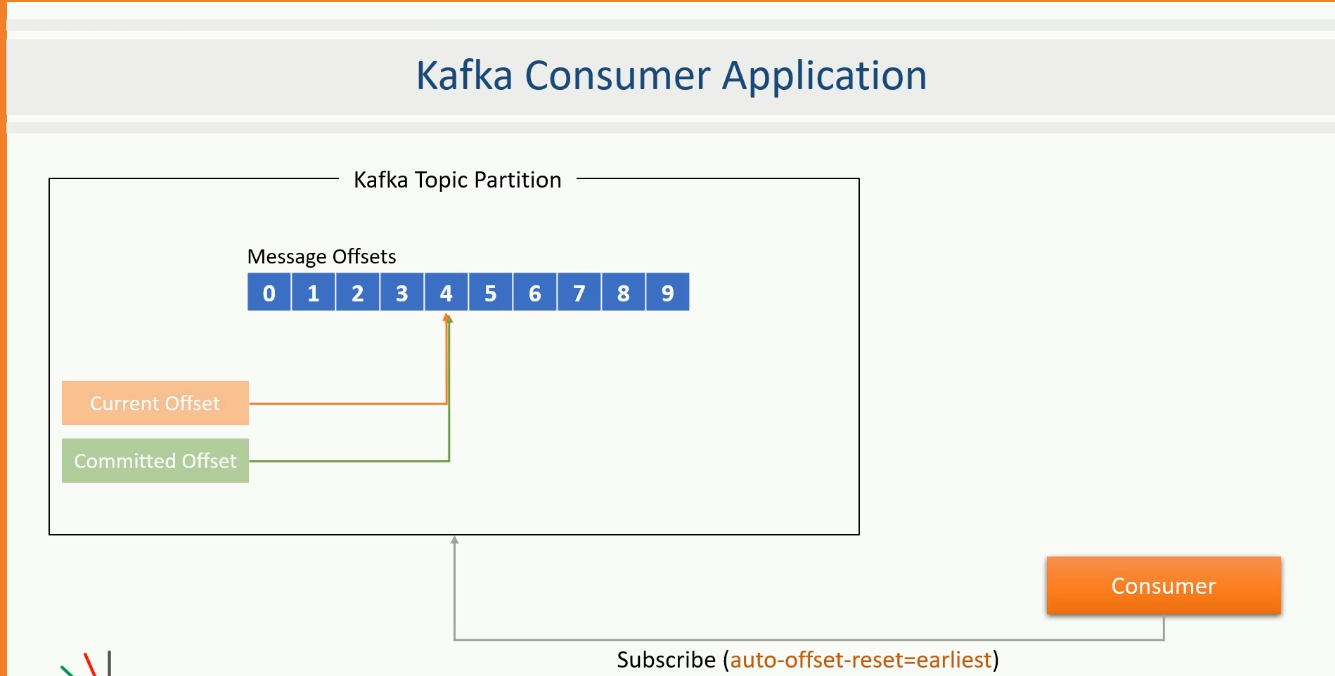 Kafka Consumer Application
Kafka Topic Partition
Message Offsets
0 1 2 3 4 5 6 7 8 9
Current Offset
Committed Offset
Consumer
Subscribe (auto-offset-reset=earliest)